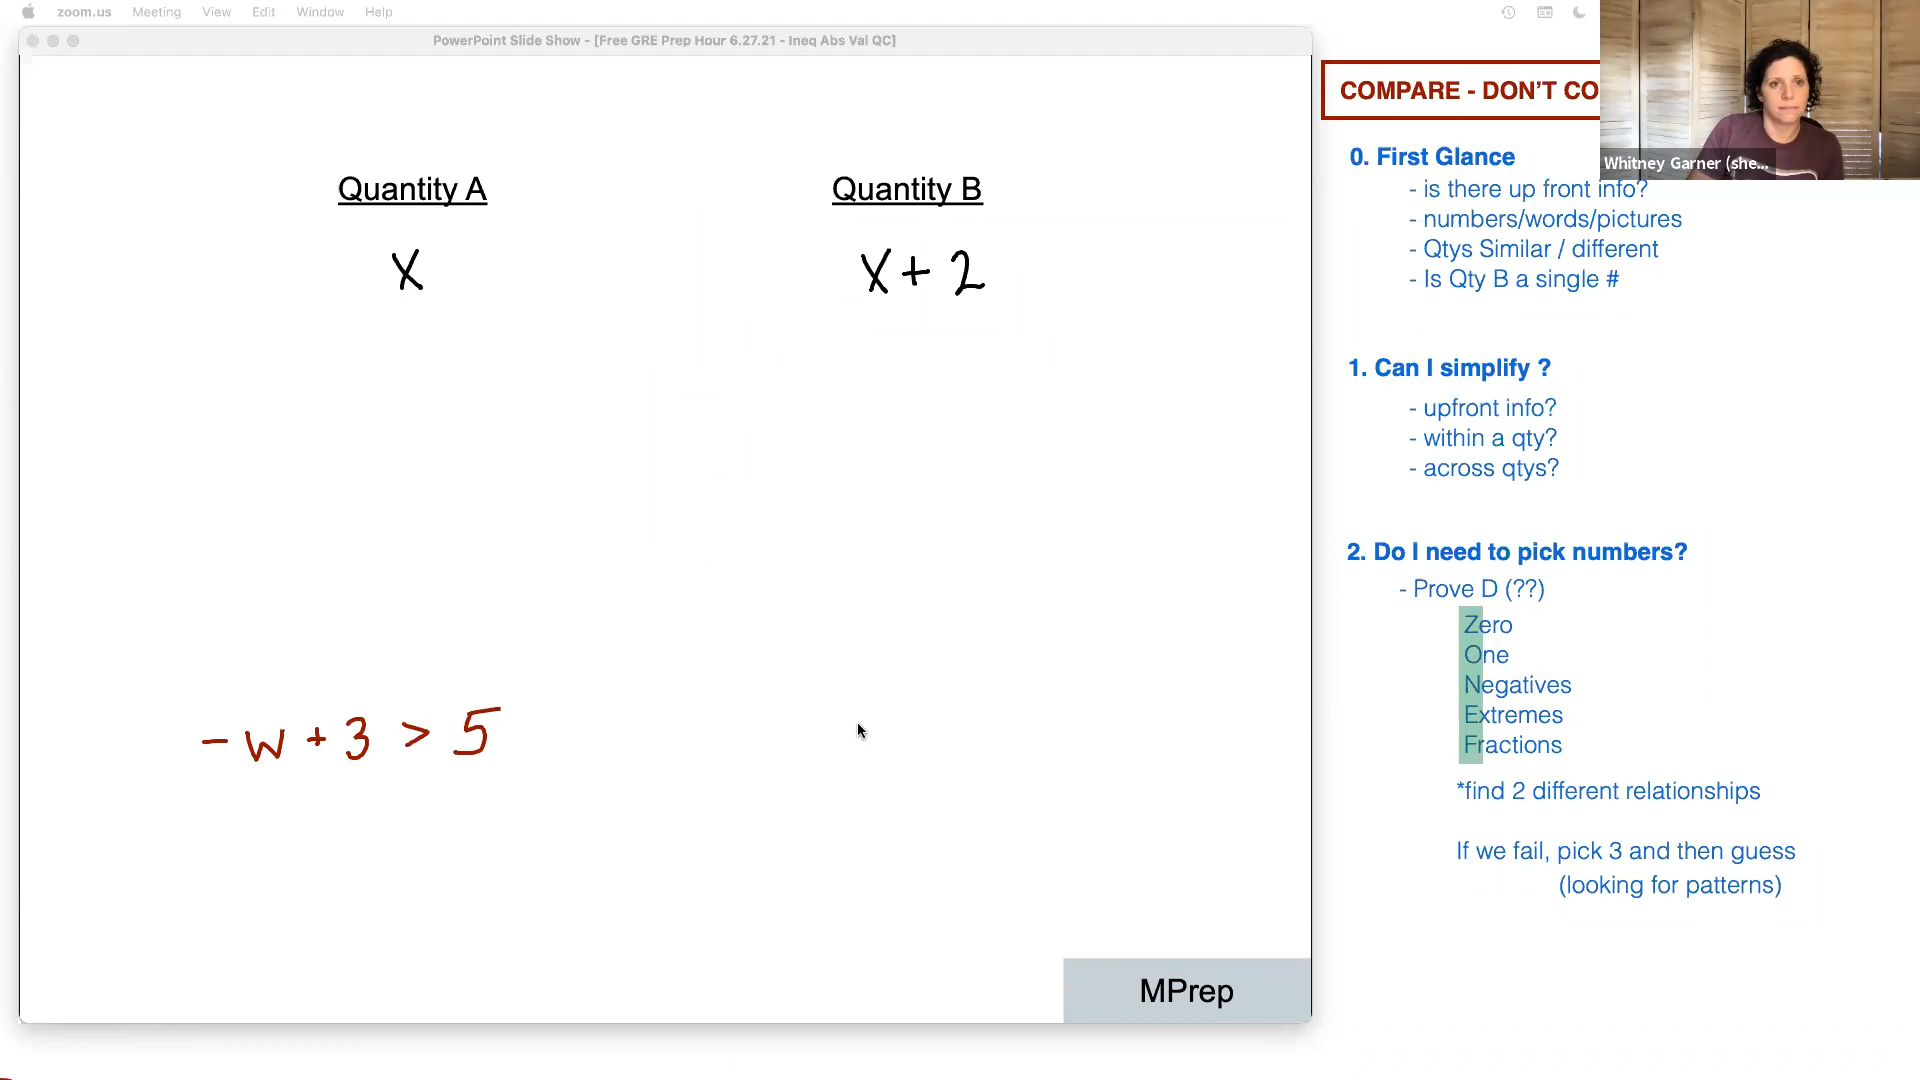 zoom.us Meeting View Edit Window Help
PowerPoint Slide Show - [Free GRE Prep Hour 6.27.21 - Ineq Abs Val QC]
Quantity A Quantity B
X X + 2
- w + 3 > 5
MPrep
COMPARE - DON'T CO
Whitney Garner (she...
0. First Glance
- is there up front info?
- numbers/words/pictures
- Qtys Similar / different
- Is Qty B a single #
1. Can I simplify ?
- upfront info?
- within a qty?
- across qtys?
2. Do I need to pick numbers?
- Prove D (??)
Zero
One
Negatives
Extremes
Fractions
*find 2 different relationships
If we fail, pick 3 and then guess
(looking for patterns)